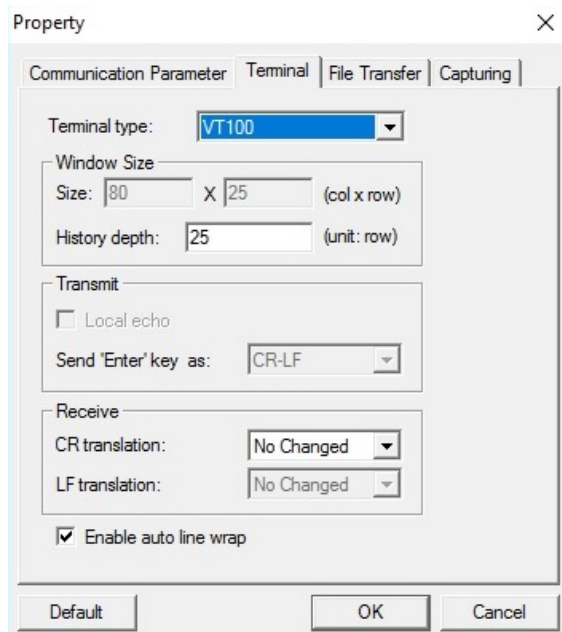 Property
Communication Parameter Terminal File Transfer Capturing
Terminal type: VT100
Window Size
Size: 80 X 25 (col x row)
History depth: 25 (unit: row)
Transmit
Local echo
Send 'Enter' key as: CR-LF
Receive
CR translation: No Changed
LF translation: No Changed
Enable auto line wrap
Default OK Cancel